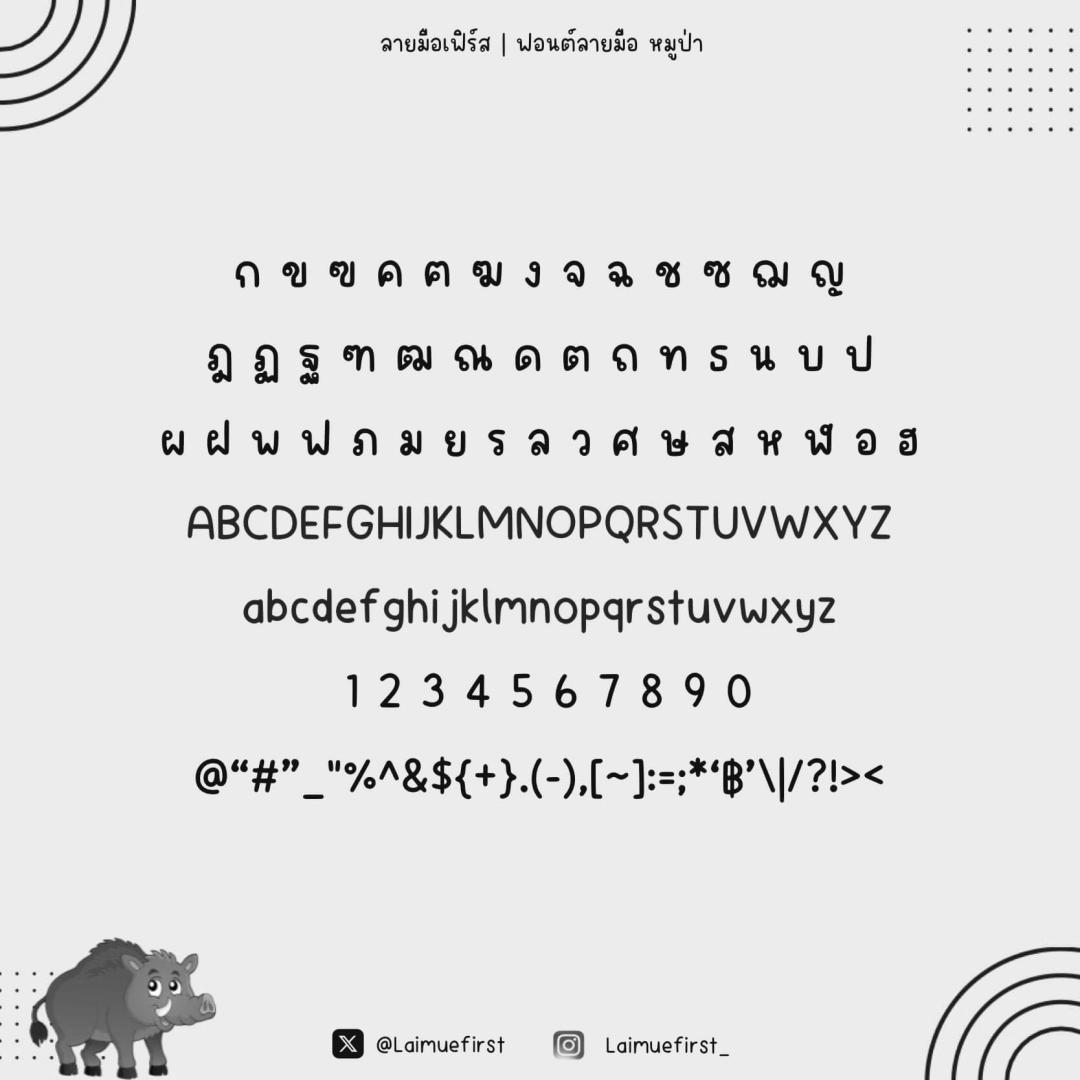 ลายมือเฟิร์ส | ฟอนต์ลายมือ หมูป่า
ก ข ฃ ค ฅ ฆ ง จ ฉ ช ซ ฌ ญ
ฎ ฏ ฐ ฑ ฒ ณ ด ต ถ ท ธ น บ ป
ผ ฝ พ ฟ ภ ม ย ร ล ว ศ ษ ส ห ฬ อ ฮ
ABCDEFGHIJKLMNOPQRSTUVWXYZ
abcdefghijklmnopqrstuvwxyz
1 2 3 4 5 6 7 8 9 0
@“#”_"%^&${+}.(-),[~]:=;*‘฿’\|/?!><
@Laimuefirst
Laimuefirst_